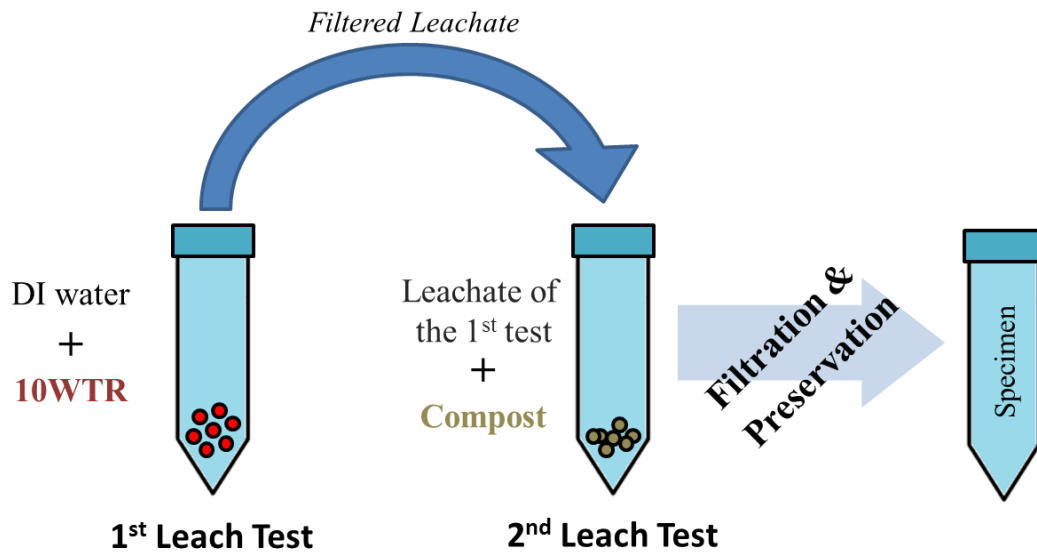 Filtered Leachate
DI water
+
10WTR
Leachate of
the 1st test
+
Compost
Filtration &
Preservation
Specimen
1st Leach Test
2nd Leach Test